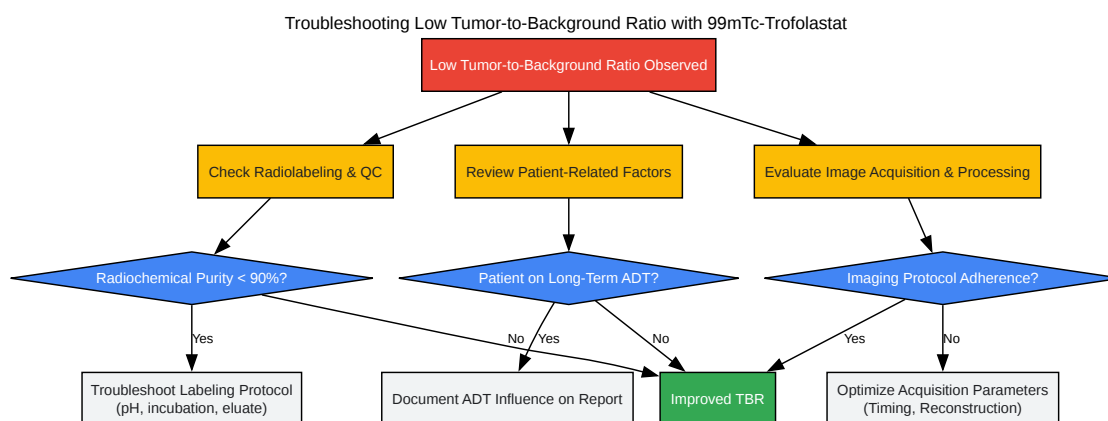 Troubleshooting Low Tumor-to-Background Ratio with 99mTc-Trofolastat
Low Tumor-to-Background Ratio Observed
Check Radiolabeling & QC
Review Patient-Related Factors
Evaluate Image Acquisition & Processing
Radiochemical Purity < 90%?
Patient on Long-Term ADT?
Imaging Protocol Adherence?
Yes
No
Yes
No
Yes
No
Troubleshoot Labeling Protocol
(pH, incubation, eluate)
Document ADT Influence on Report
Improved TBR
Optimize Acquisition Parameters
(Timing, Reconstruction)